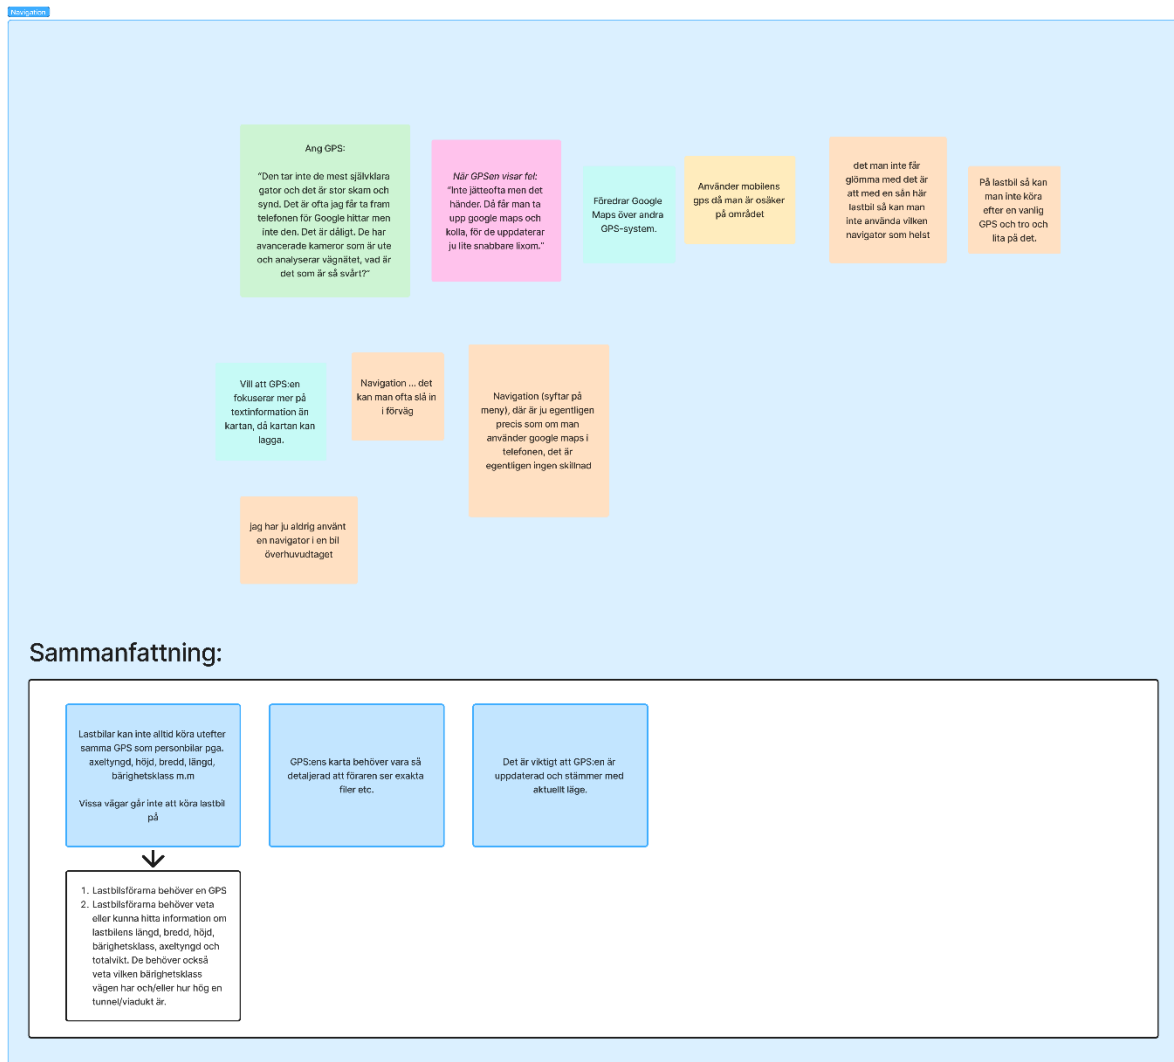 Navigation
Ang GPS:
"Den tar inte de mest självklara
gator och det är stor skam och
synd. Det är ofta jag får ta fram
telefonen för Google hittar men
inte den. Det är dåligt. De har
avancerade kameror som är ute
och analyserar vägnätet, vad är
det som är så svårt?"
När GPSen visar fel:
"Inte jätteofta men det
händer. Då får man ta
upp google maps och
kolla, för de uppdaterar
ju lite snabbare lixom."
Föredrar Google
Maps över andra
GPS-system.
Använder mobilens
gps då man är osäker
på området
det man inte får
glömma med det är
att med en sån här
lastbil så kan man
inte använda vilken
navigator som helst
På lastbil så kan
man inte köra
efter en vanlig
GPS och tro och
lita på det.
Vill att GPS:en
fokuserar mer på
textinformation än
kartan, då kartan kan
lagga.
Navigation ... det
kan man ofta slå in
i förväg
Navigation (syftar på
meny), där är ju egentligen
precis som om man
använder google maps i
telefonen, det är
egentligen ingen skillnad
jag har ju aldrig använt
en navigator i en bil
överhuvudtaget
Sammanfattning:
Lastbilar kan inte alltid köra utefter
samma GPS som personbilar pga.
axeltyngd, höjd, bredd, längd,
bärighetsklass m.m
Vissa vägar går inte att köra lastbil
på
GPS:ens karta behöver vara så
detaljerad att föraren ser exakta
filer etc.
Det är viktigt att GPS:en är
uppdaterad och stämmer med
aktuellt läge.
1. Lastbilsförarna behöver en GPS
2. Lastbilsförarna behöver veta
eller kunna hitta information om
lastbilens längd, bredd, höjd,
bärighetsklass, axeltyngd och
totalvikt. De behöver också
veta vilken bärighetsklass
vägen har och/eller hur hög en
tunnel/viadukt är.